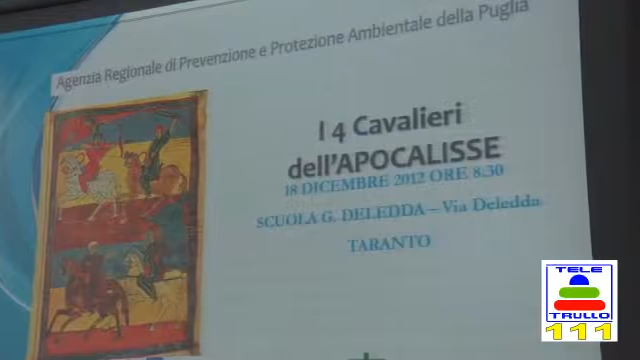 Agenzia Regionale di Prevenzione e Protezione Ambientale della Puglia
I 4 Cavalieri
dell'APOCALISSE
18 DICEMBRE 2012 ORE 8.30
SCUOLA G. DELEDDA – Via Deledda
TARANTO
TELE
TRULLO
111